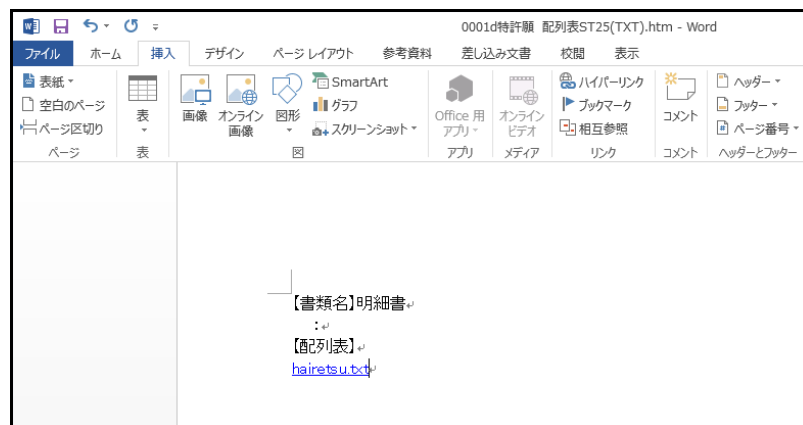 0001d特許願 配列表ST25(TXT).htm - Word
ファイル ホーム 挿入 デザイン ページ レイアウト 参考資料 差し込み文書 校閲 表示
表紙
空白のページ
ページ区切り
ページ
表
表
画像
オンライン
画像
図形
SmartArt
グラフ
スクリーンショット
図
Office 用
アプリ
アプリ
オンライン
ビデオ
メディア
ハイパーリンク
ブックマーク
相互参照
リンク
コメント
コメント
ヘッダー
フッター
ページ番号
ヘッダーとフッター
【書類名】明細書
:
【配列表】
hairetsu.txt